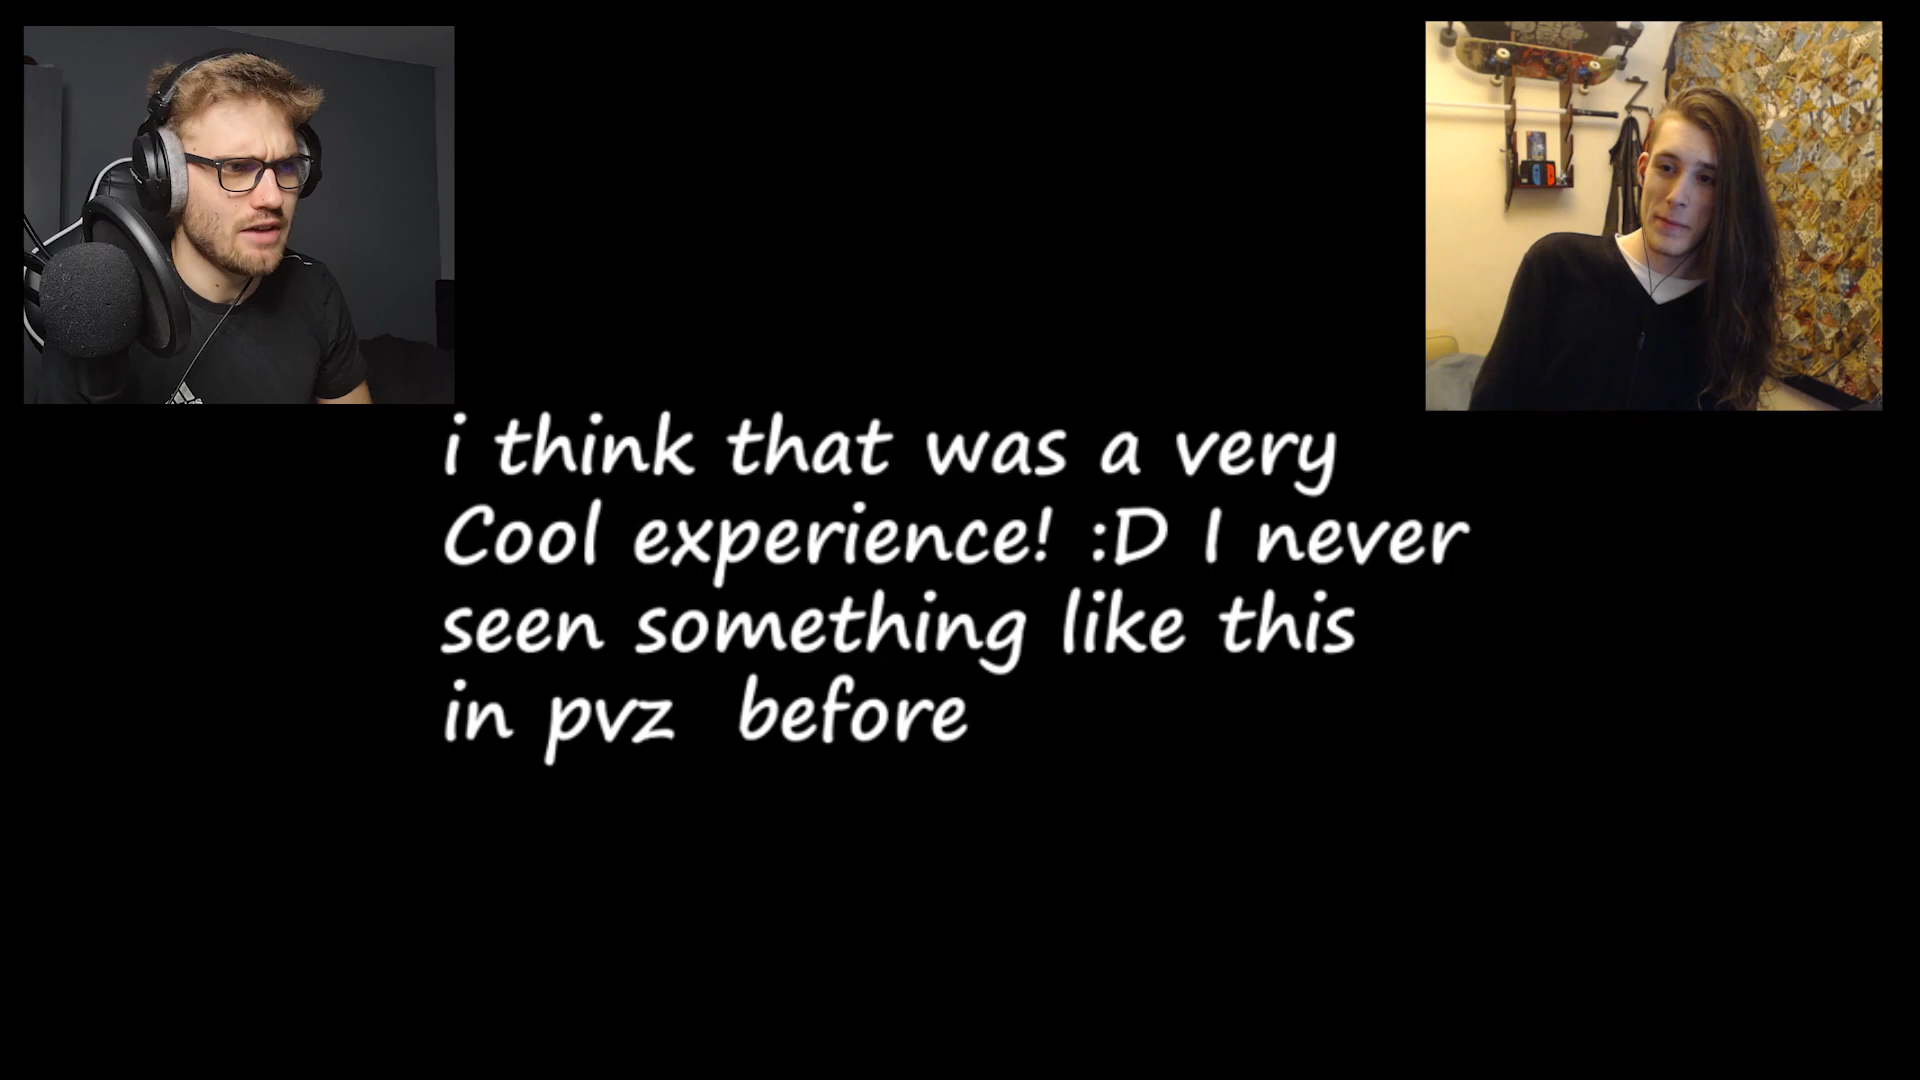 i think that was a very
Cool experience! :D I never
seen something like this
in pvz  before